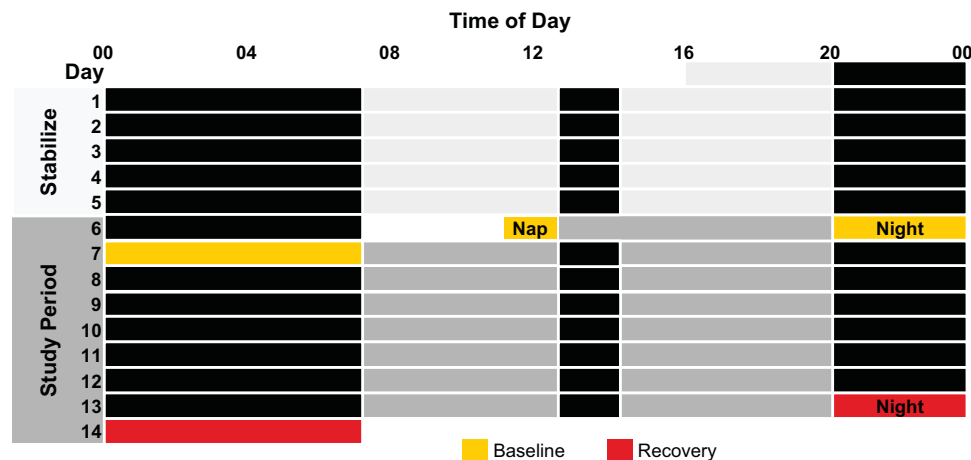 Time of Day
00 04 08 12 16 20 00
Day
Stabilize
1
2
3
4
5
Study Period
6 Nap Night
7
8
9
10
11
12
13 Night
14
Baseline Recovery